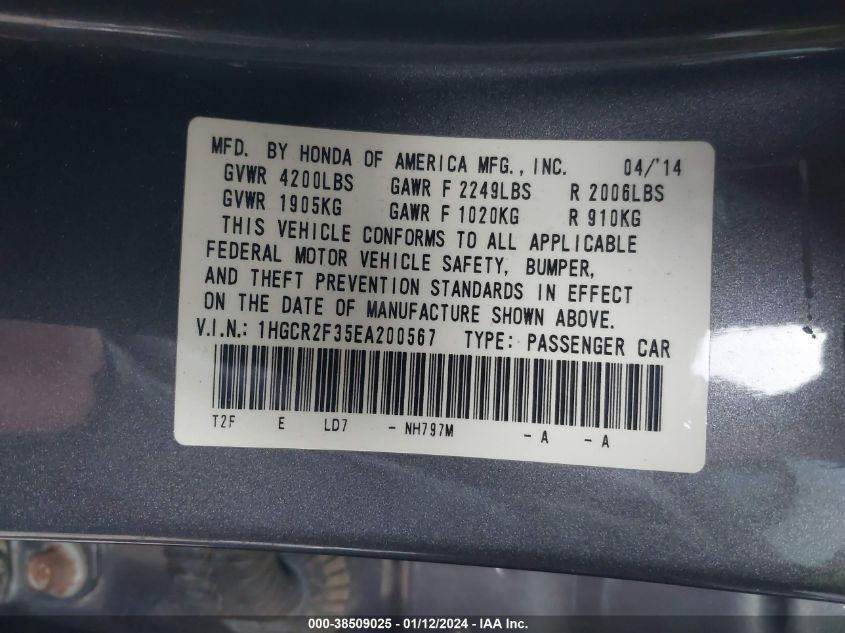 MFD. BY HONDA OF AMERICA MFG., INC. 04/'14
GVWR 4200LBS GAWR F 2249LBS R 2006LBS
GVWR 1905KG GAWR F 1020KG R 910KG
THIS VEHICLE CONFORMS TO ALL APPLICABLE
FEDERAL MOTOR VEHICLE SAFETY, BUMPER,
AND THEFT PREVENTION STANDARDS IN EFFECT
ON THE DATE OF MANUFACTURE SHOWN ABOVE.
V.I.N.: 1HGCR2F35EA200567 TYPE: PASSENGER CAR
T2F E LD7 - NH797M - A - A
000-38509025 - 01/12/2024 - IAA Inc.